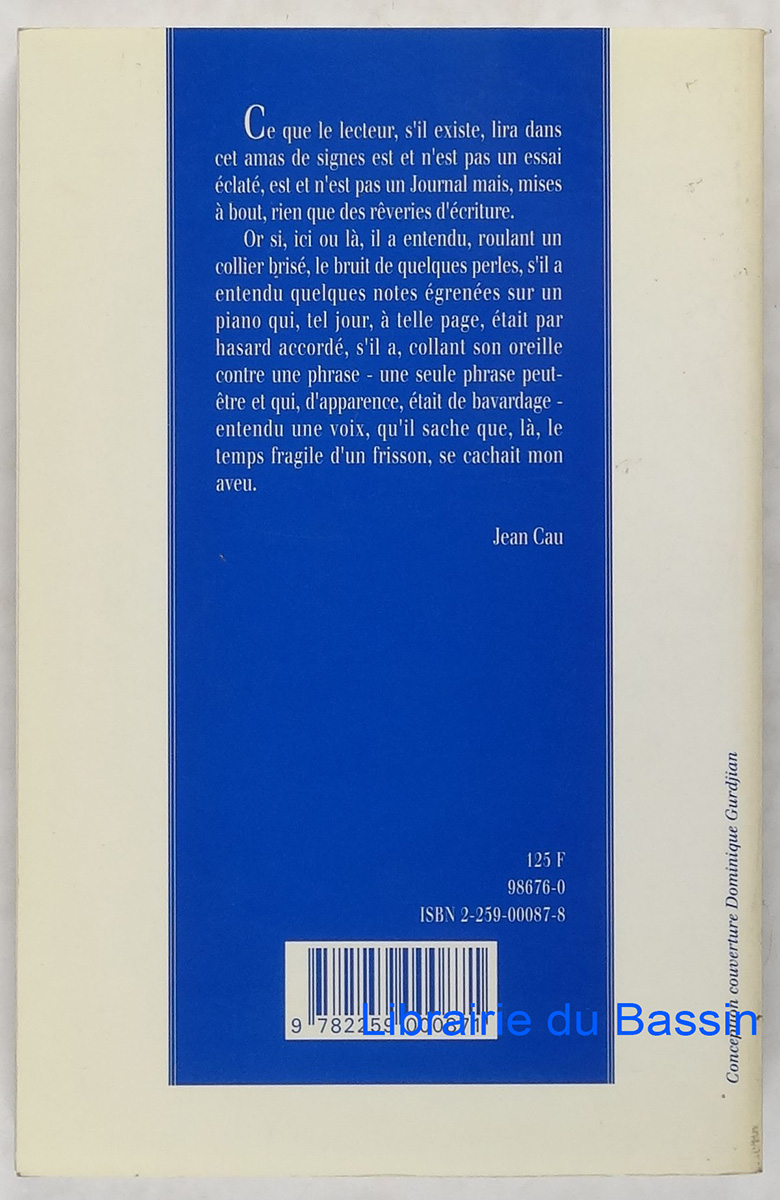 Ce que le lecteur, s'il existe, lira dans
cet amas de signes est et n'est pas un essai
éclaté, est et n'est pas un Journal mais, mises
à bout, rien que des rêveries d'écriture.
Or si, ici ou là, il a entendu, roulant un
collier brisé, le bruit de quelques perles, s'il a
entendu quelques notes égrenées sur un
piano qui, tel jour, à telle page, était par
hasard accordé, s'il a, collant son oreille
contre une phrase - une seule phrase peut-
être et qui, d'apparence, était de bavardage -
entendu une voix, qu'il sache que, là, le
temps fragile d'un frisson, se cachait mon
aveu.
Jean Cau
125 F
98676-0
ISBN 2-259-00087-8
9 782259 000871
Librairie du Bassin
Conception couverture Dominique Gurdjian